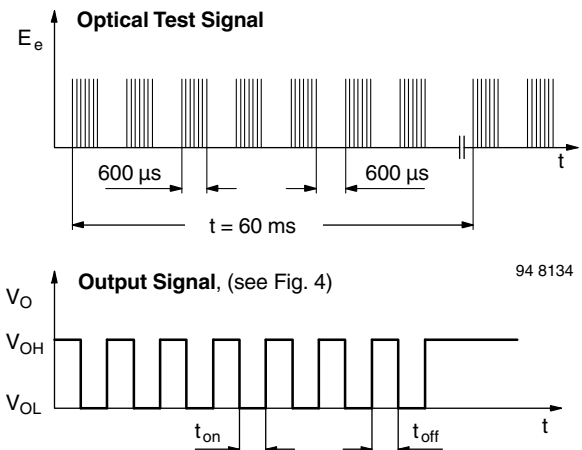 Optical Test Signal
E e
600 µs
600 µs
t
t = 60 ms
94 8134
Output Signal, (see Fig. 4)
V O
V OH
V OL
t on
t off
t